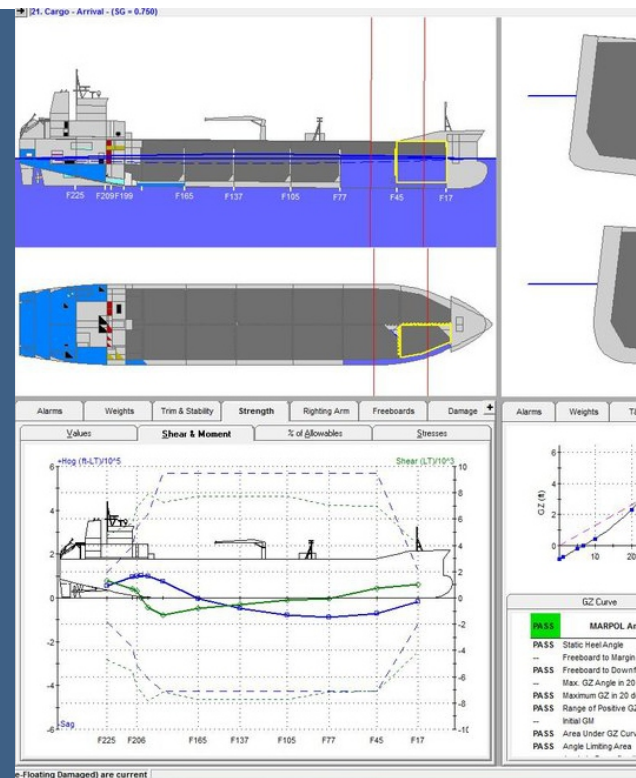 21. Cargo - Arrival - (SG = 0.750)
F225 F209 F199 F165 F137 F105 F77 F45 F17
Alarms Weights Trim & Stability Strength Righting Arm Freeboards Damage +
Values Shear & Moment % of Allowables Stresses
+Hog (ft-LT)/10^5 Shear (LT)/10^3
6 10
8
4 6
4
2 2
0 0
-2 -2
-4
-4 -6
-8
-6 -10
-Sag
F225 F206 F165 F137 F105 F77 F45 F17
e-Floating Damaged) are current
Alarms Weights
GZ (ft)
6
4
2
0
10 20
GZ Curve
PASS MARPOL
PASS Static Heel Angle
-- Freeboard to Margin
PASS Freeboard to Downf
-- Max. GZ Angle in 20
PASS Maximum GZ in 20 d
PASS Range of Positive GZ
-- Initial GM
PASS Area Under GZ Curv
PASS Angle Limiting Area